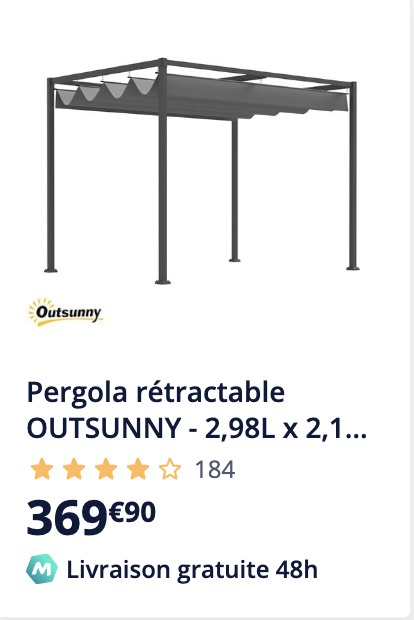 Outsunny
Pergola rétractable
OUTSUNNY - 2,98L x 2,1...
184
369€90
M Livraison gratuite 48h